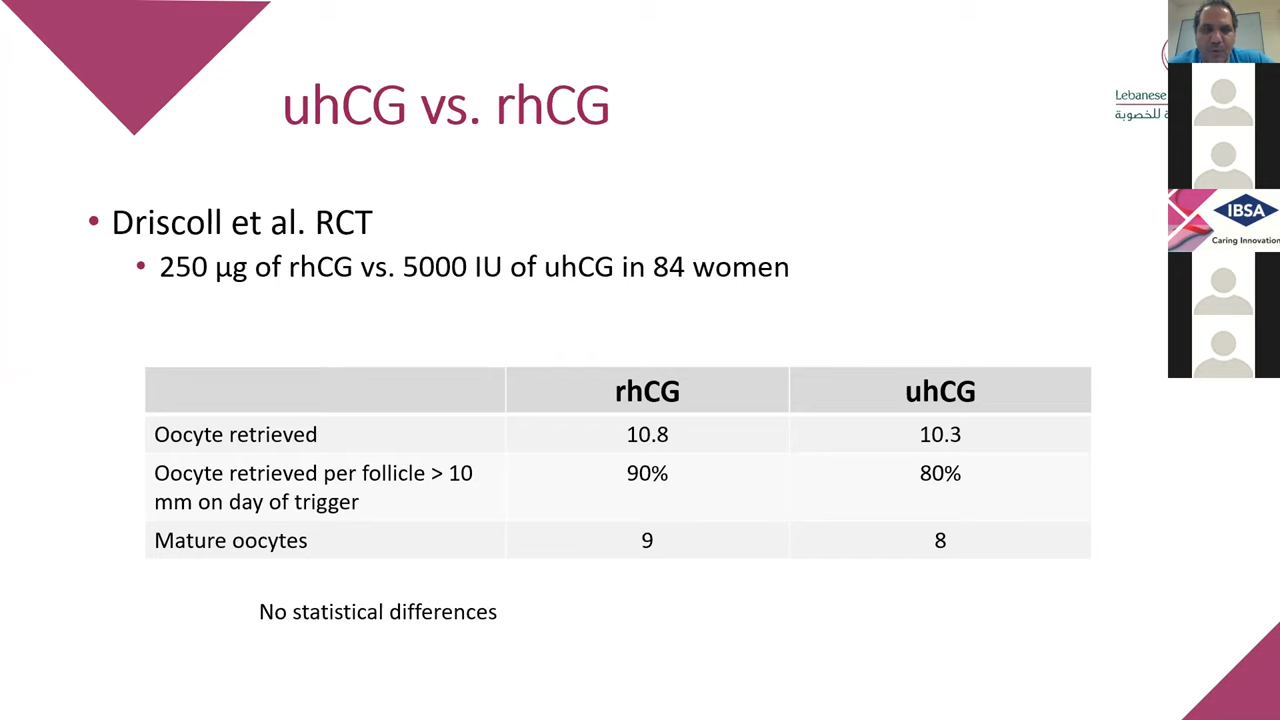 uhCG vs. rhCG
Lebanese
للخصوبة
IBSA
Caring Innovation
• Driscoll et al. RCT
• 250 µg of rhCG vs. 5000 IU of uhCG in 84 women
rhCG uhCG
Oocyte retrieved 10.8 10.3
Oocyte retrieved per follicle > 10 90% 80%
mm on day of trigger
Mature oocytes 9 8
No statistical differences